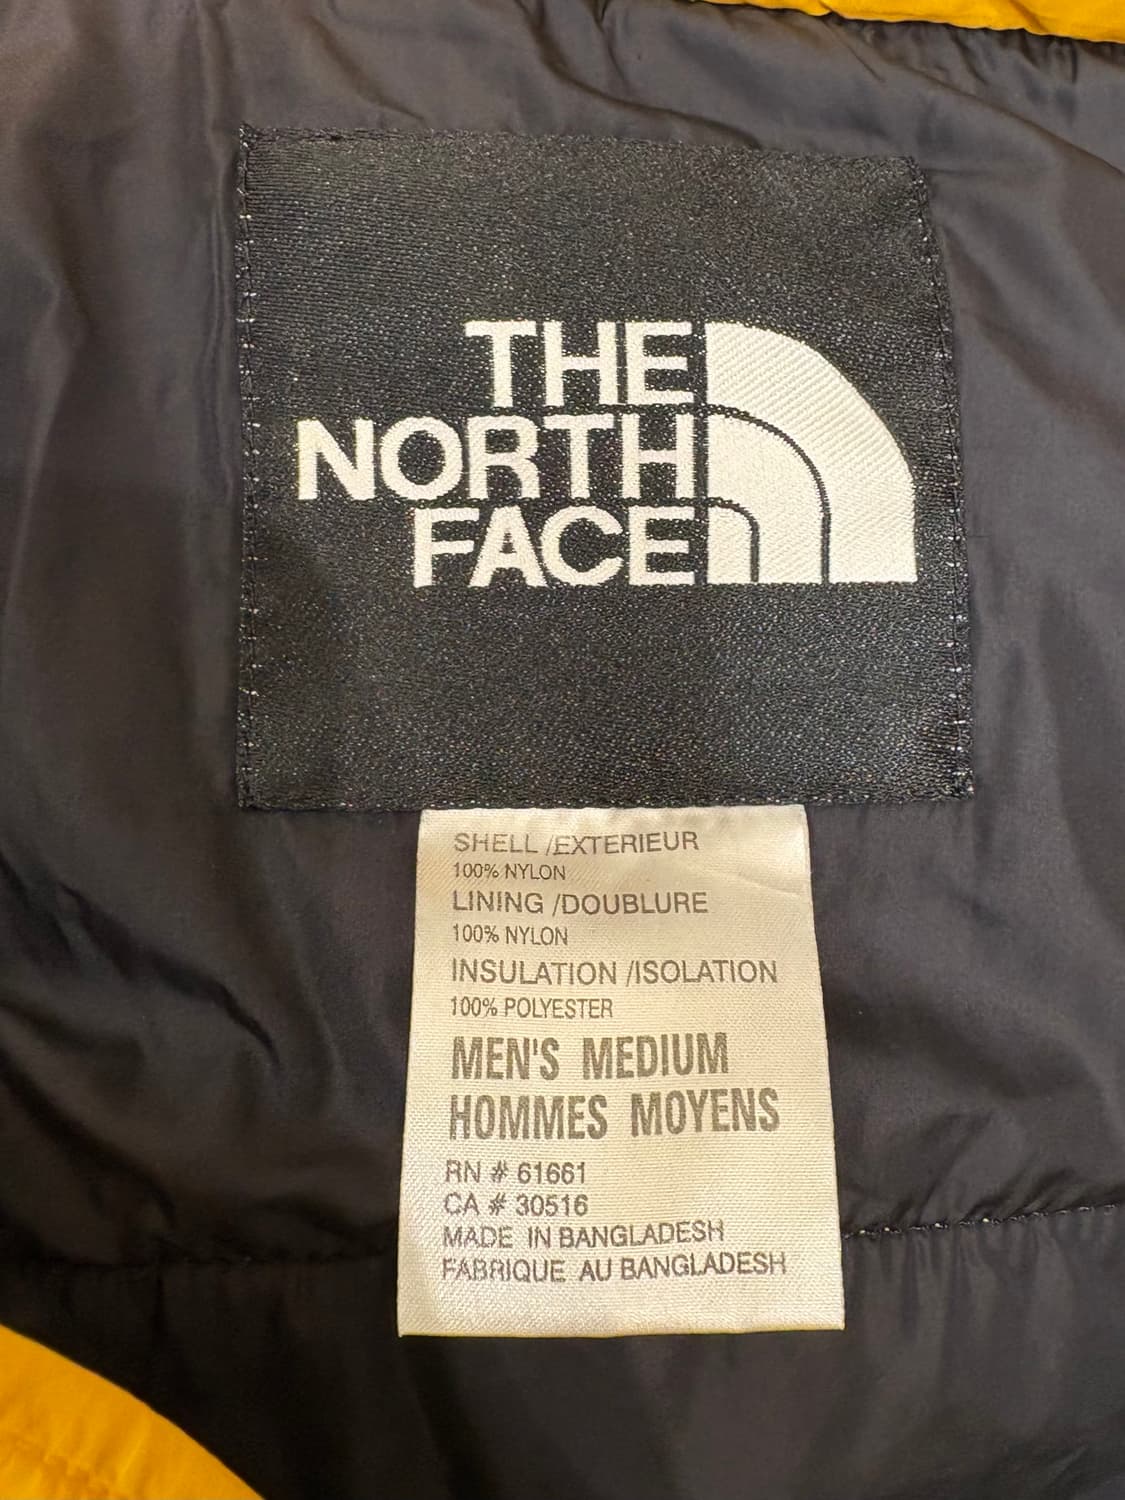 THE
NORTH
FACE
SHELL /EXTERIEUR
100% NYLON
LINING /DOUBLURE
100% NYLON
INSULATION /ISOLATION
100% POLYESTER
MEN'S MEDIUM
HOMMES MOYENS
RN # 61661
CA # 30516
MADE IN BANGLADESH
FABRIQUE AU BANGLADESH